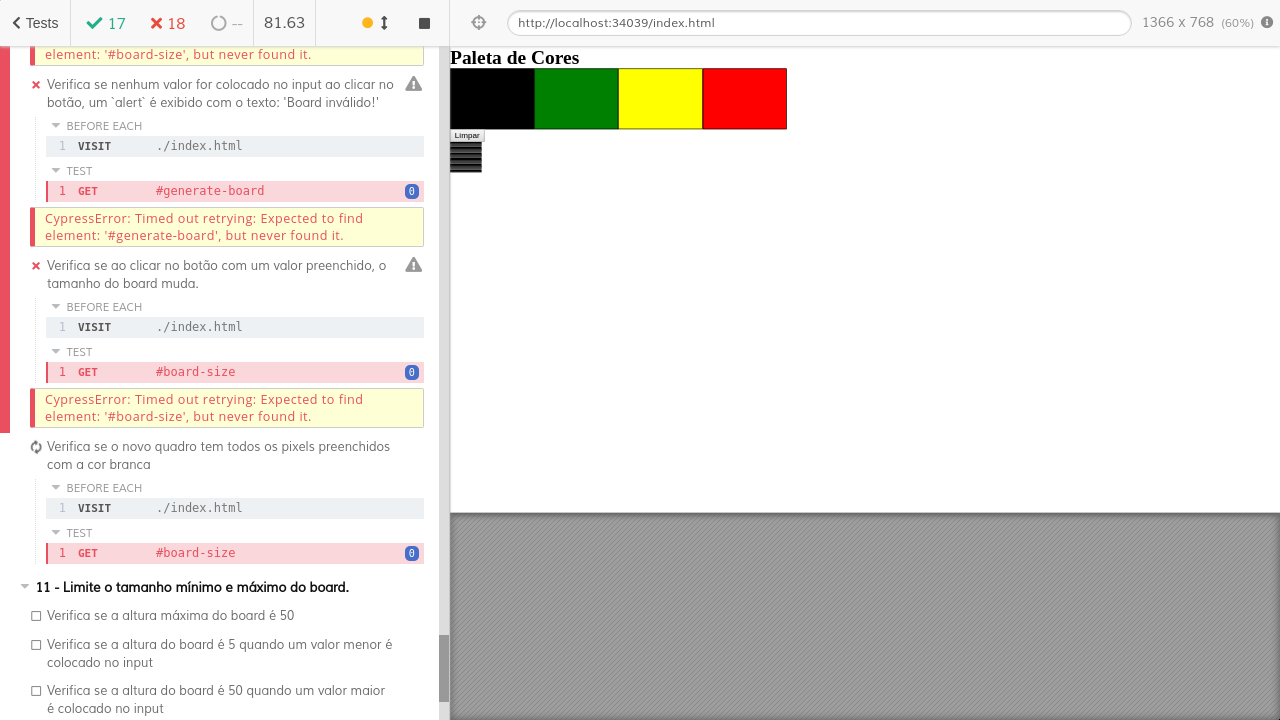 Tests 17 18 -- 81.63 http://localhost:34039/index.html 1366 x 768 (60%)
element: '#board-size', but never found it.
Verifica se nenhum valor for colocado no input ao clicar no
botão, um `alert` é exibido com o texto: 'Board inválido!'
BEFORE EACH
1 VISIT ./index.html
TEST
1 GET #generate-board 0
CypressError: Timed out retrying: Expected to find
element: '#generate-board', but never found it.
Verifica se ao clicar no botão com um valor preenchido, o
tamanho do board muda.
BEFORE EACH
1 VISIT ./index.html
TEST
1 GET #board-size 0
CypressError: Timed out retrying: Expected to find
element: '#board-size', but never found it.
Verifica se o novo quadro tem todos os pixels preenchidos
com a cor branca
BEFORE EACH
1 VISIT ./index.html
TEST
1 GET #board-size 0
11 - Limite o tamanho mínimo e máximo do board.
Verifica se a altura máxima do board é 50
Verifica se a altura do board é 5 quando um valor menor é
colocado no input
Verifica se a altura do board é 50 quando um valor maior
é colocado no input
Paleta de Cores
Limpar